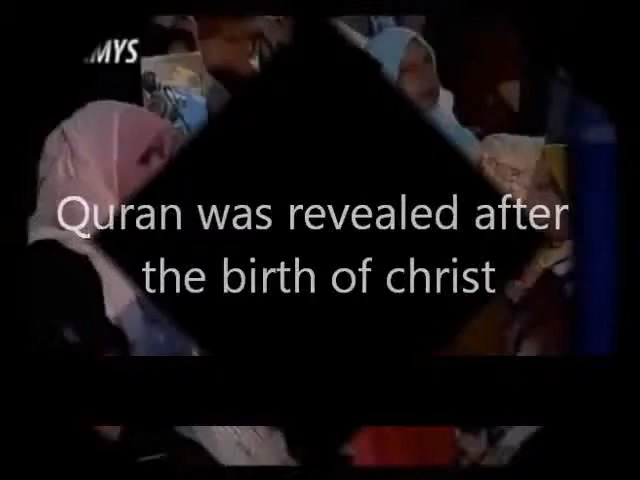 .MYS
Quran was revealed after
the birth of christ